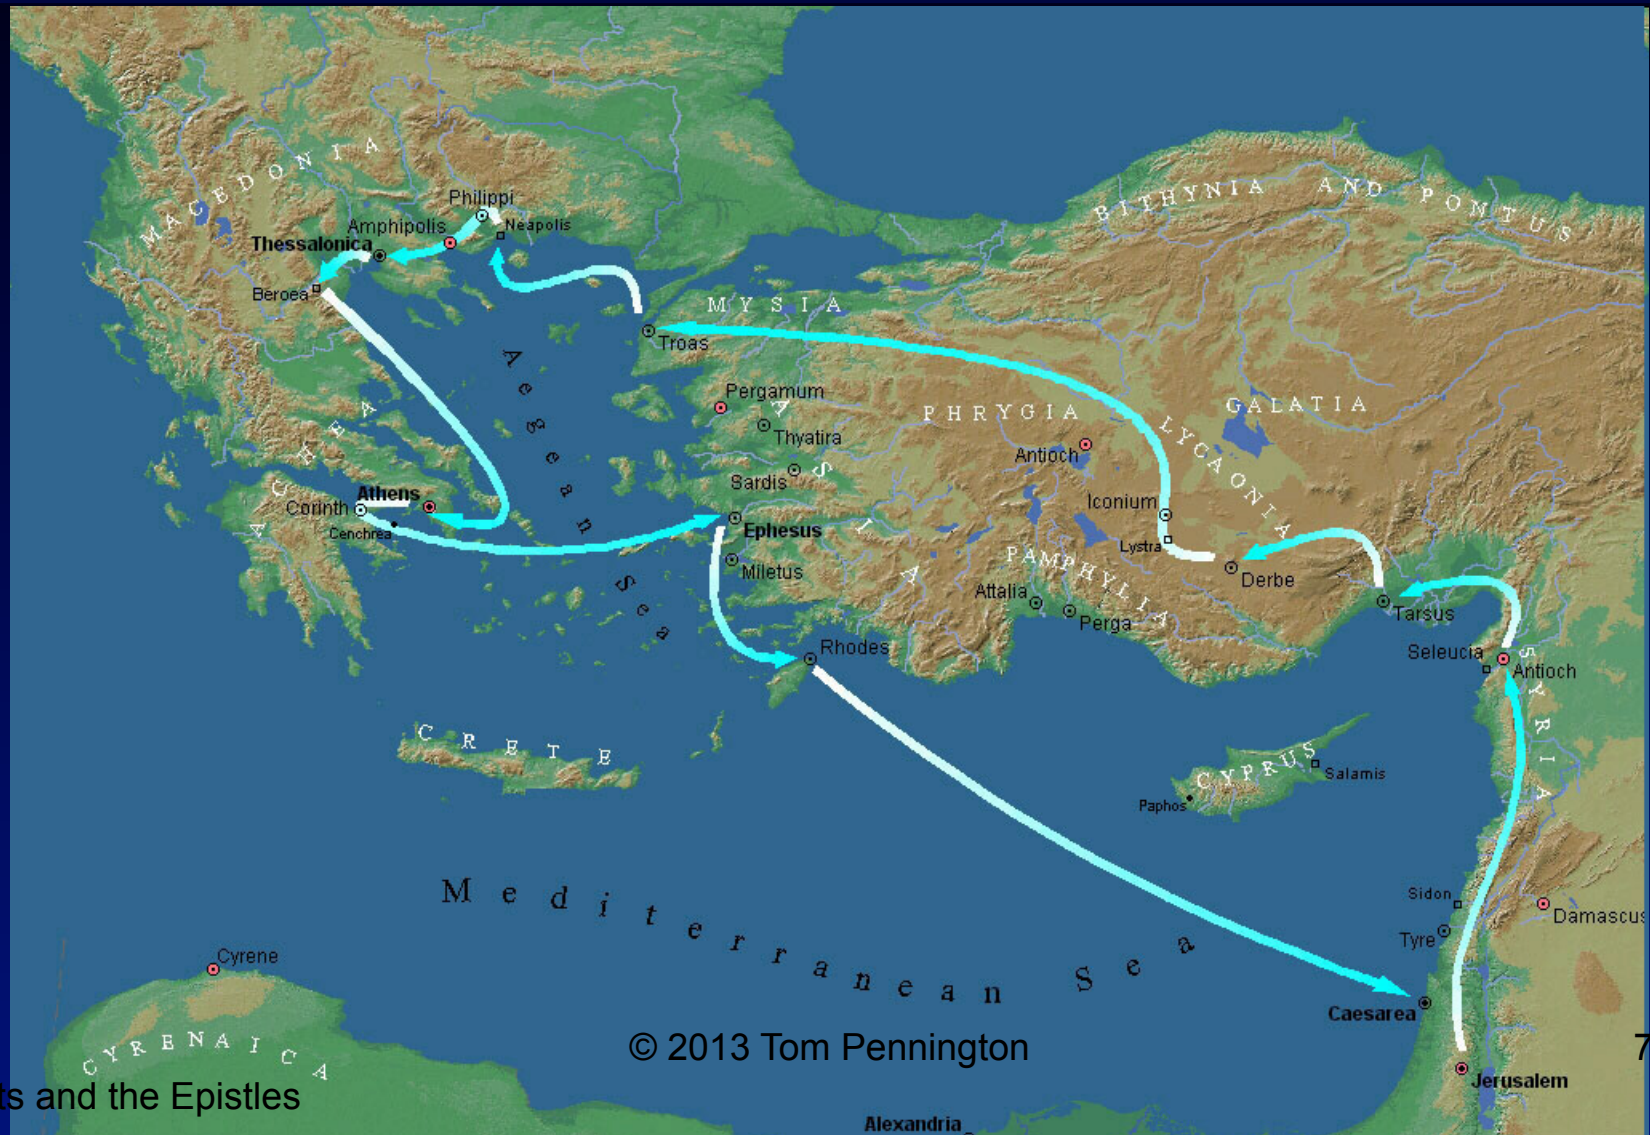 MACEDONIA
BITHYNIA AND PONTUS
Philippi
Amphipolis
Neapolis
Thessalonica
Beroea
MYSIA
Troas
Aegean Sea
Pergamum
Thyatira
Sardis
ASIA
PHRYGIA
GALATIA
LYCAONIA
Antioch
Iconium
Lystra
Derbe
ACHAEA
Athens
Corinth
Cenchrea
Ephesus
Miletus
PAMPHYLIA
Attalia
Perga
Tarsus
Rhodes
Seleucia
Antioch
SYRIA
CRETE
CYPRUS
Salamis
Paphos
Mediterranean Sea
Sidon
Tyre
Damascus
Cyrene
CYRENAICA
Caesarea
© 2013 Tom Pennington
7
Jerusalem
ts and the Epistles
Alexandria